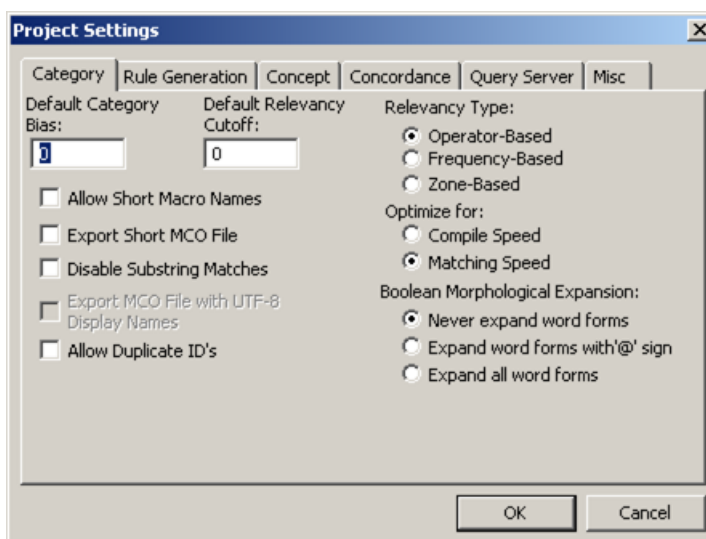 Project Settings
Category Rule Generation Concept Concordance Query Server Misc
Default Category
Bias:
Default Relevancy
Cutoff:
0
0
Allow Short Macro Names
Export Short MCO File
Disable Substring Matches
Export MCO File with UTF-8
Display Names
Allow Duplicate ID's
Relevancy Type:
Operator-Based
Frequency-Based
Zone-Based
Optimize for:
Compile Speed
Matching Speed
Boolean Morphological Expansion:
Never expand word forms
Expand word forms with'@' sign
Expand all word forms
OK
Cancel